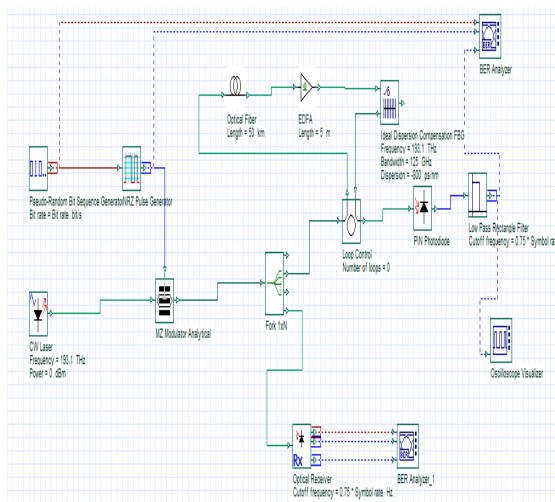 BER Analyzer
Optical Fiber
Length = 50 km
EDFA
Length = 5 m
Ideal Dispersion Compensation FBG
Frequency = 193.1 THz
Bandwidth = 125 GHz
Dispersion = -800 ps/nm
Pseudo-Random Bit Sequence Generator
Bit rate = Bit rate bit/s
NRZ Pulse Generator
Loop Control
Number of loops = 0
PIN Photodiode
Low Pass Rectangle Filter
Cutoff frequency = 0.75 * Symbol ra
MZ Modulator Analytical
Fork 1xN
CW Laser
Frequency = 193.1 THz
Power = 0 dBm
Oscilloscope Visualizer
Rx
Optical Receiver
Cutoff frequency = 0.75 * Symbol rate Hz
BER Analyzer_1